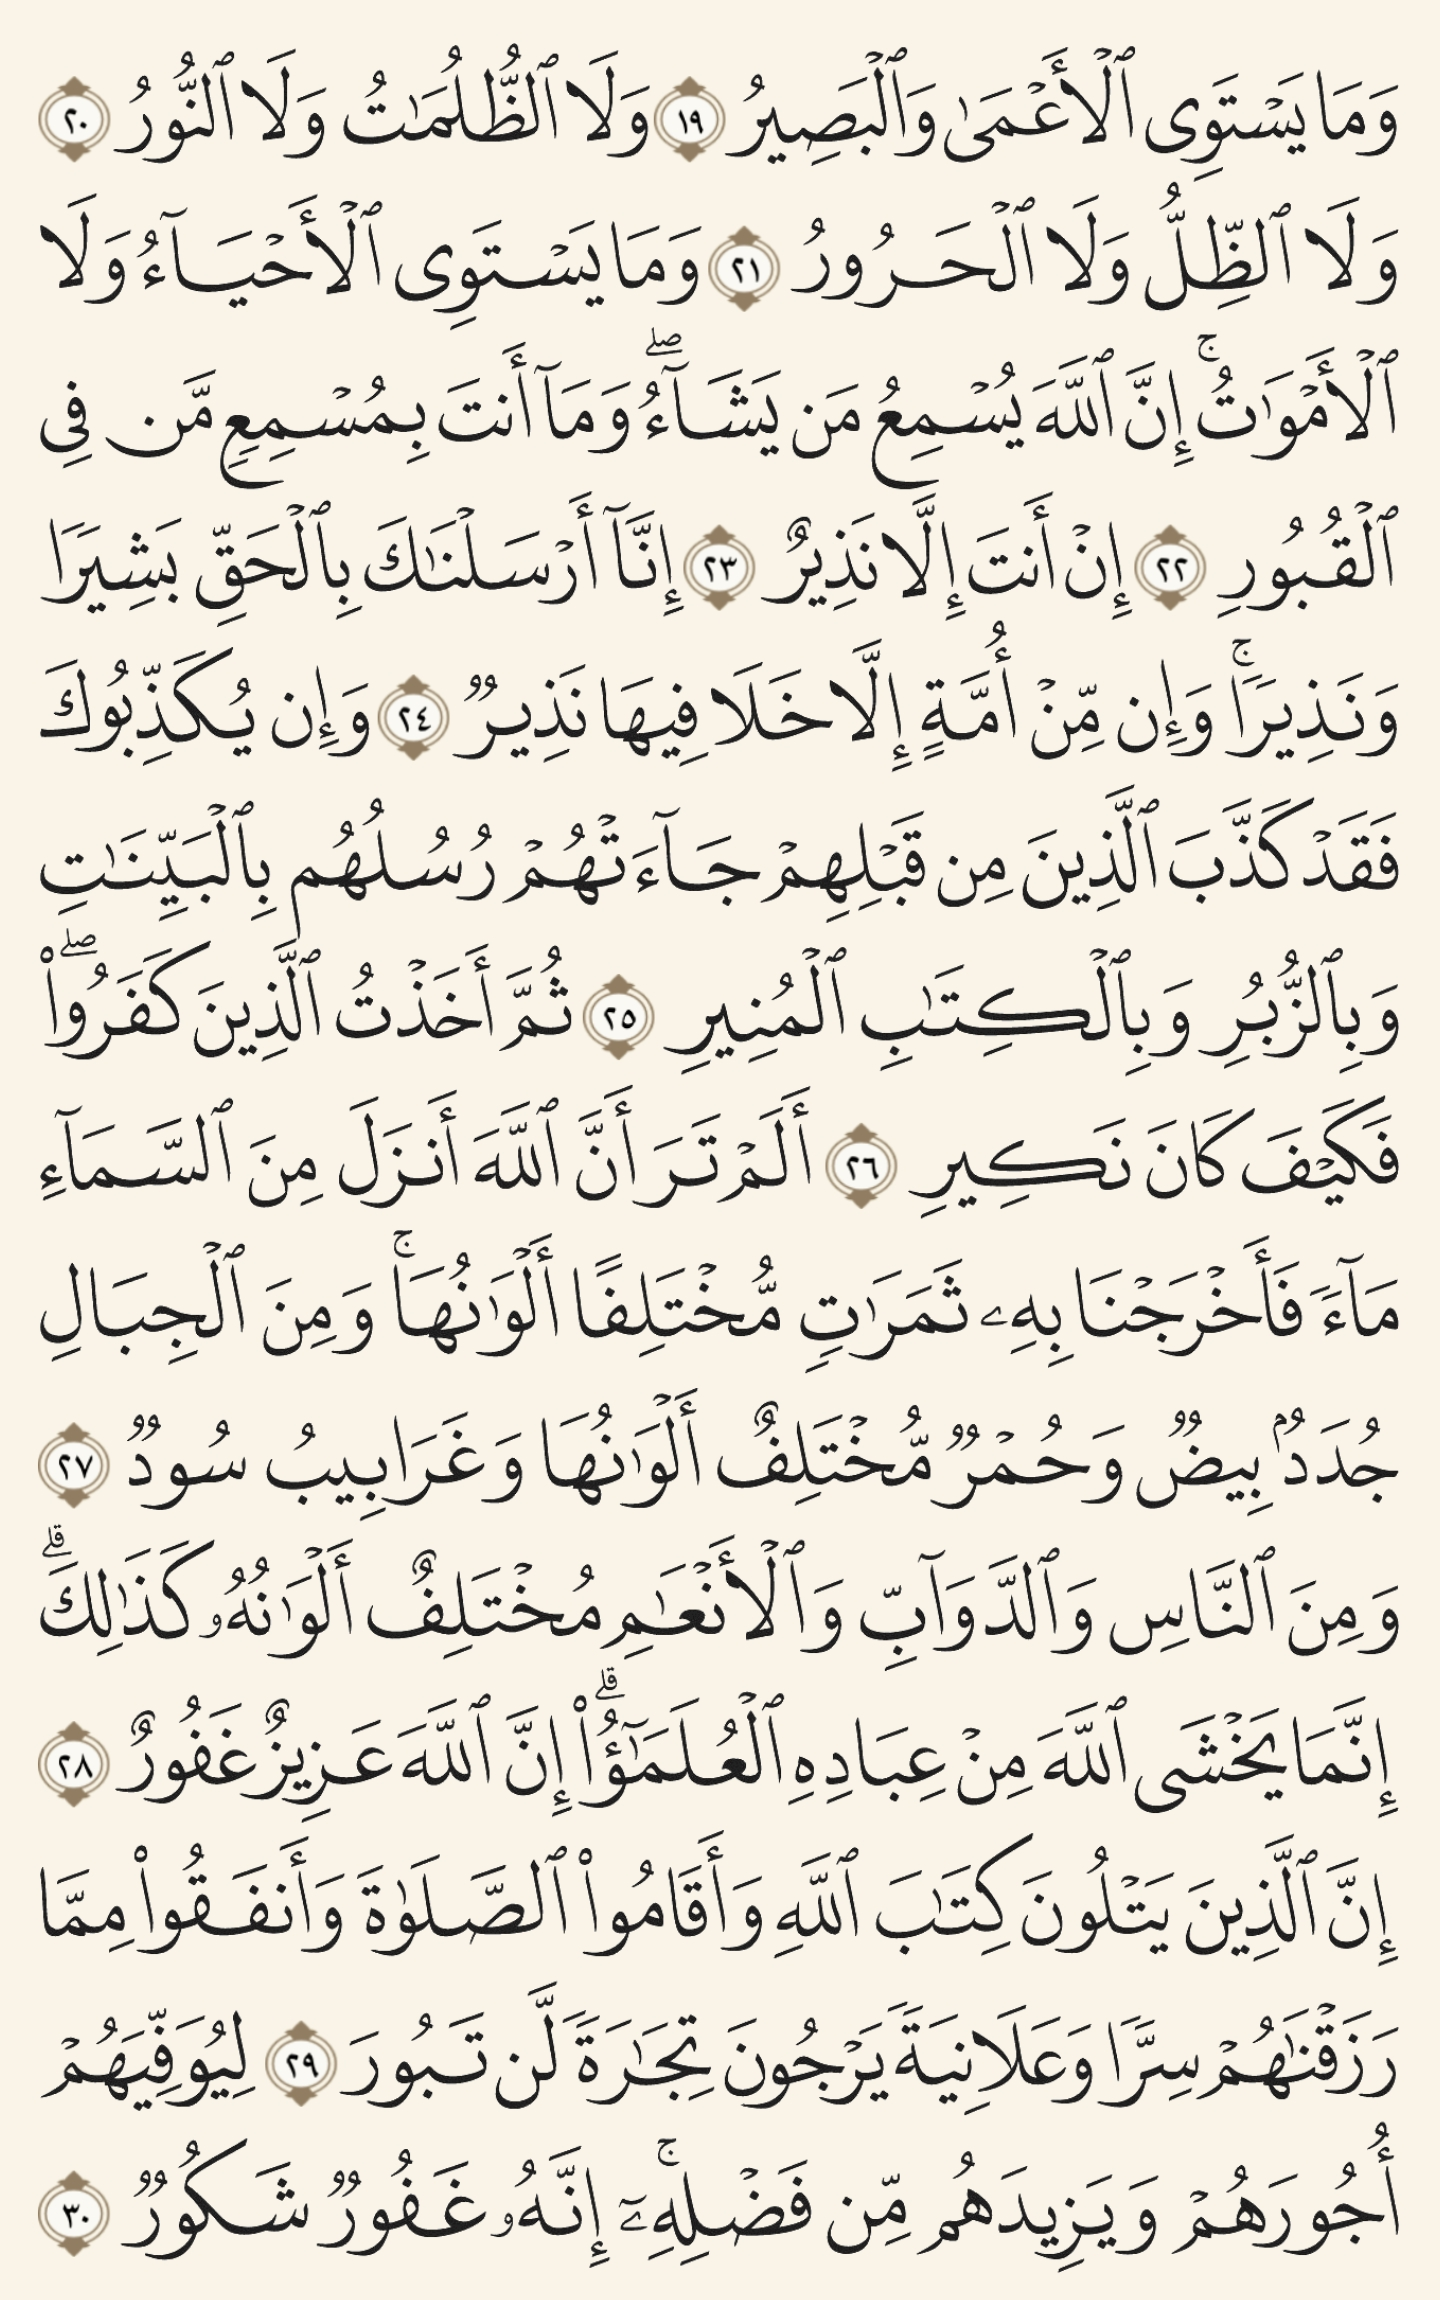 وَمَا يَسۡتَوِي ٱلۡأَعۡمَىٰ وَٱلۡبَصِيرُ ١٩ وَلَا ٱلظُّلُمَٰتُ وَلَا ٱلنُّورُ ٢٠
وَلَا ٱلظِّلُّ وَلَا ٱلۡحَرُورُ ٢١ وَمَا يَسۡتَوِي ٱلۡأَحۡيَآءُ وَلَا
ٱلۡأَمۡوَٰتُۚ إِنَّ ٱللَّهَ يُسۡمِعُ مَن يَشَآءُۖ وَمَآ أَنتَ بِمُسۡمِعٖ مَّن فِي
ٱلۡقُبُورِ ٢٢ إِنۡ أَنتَ إِلَّا نَذِيرٌ ٢٣ إِنَّآ أَرۡسَلۡنَٰكَ بِٱلۡحَقِّ بَشِيرٗا
وَنَذِيرٗاۚ وَإِن مِّنۡ أُمَّةٍ إِلَّا خَلَا فِيهَا نَذِيرٞ ٢٤ وَإِن يُكَذِّبُوكَ
فَقَدۡ كَذَّبَ ٱلَّذِينَ مِن قَبۡلِهِمۡ جَآءَتۡهُمۡ رُسُلُهُم بِٱلۡبَيِّنَٰتِ
وَبِٱلزُّبُرِ وَبِٱلۡكِتَٰبِ ٱلۡمُنِيرِ ٢٥ ثُمَّ أَخَذۡتُ ٱلَّذِينَ كَفَرُواْۖ
فَكَيۡفَ كَانَ نَكِيرِ ٢٦ أَلَمۡ تَرَ أَنَّ ٱللَّهَ أَنزَلَ مِنَ ٱلسَّمَآءِ
مَآءٗ فَأَخۡرَجۡنَا بِهِۦ ثَمَرَٰتٖ مُّخۡتَلِفًا أَلۡوَٰنُهَاۚ وَمِنَ ٱلۡجِبَالِ
جُدَدُۢ بِيضٞ وَحُمۡرٞ مُّخۡتَلِفٌ أَلۡوَٰنُهَا وَغَرَابِيبُ سُودٞ ٢٧
وَمِنَ ٱلنَّاسِ وَٱلدَّوَآبِّ وَٱلۡأَنۡعَٰمِ مُخۡتَلِفٌ أَلۡوَٰنُهُۥ كَذَٰلِكَۗ
إِنَّمَا يَخۡشَى ٱللَّهَ مِنۡ عِبَادِهِ ٱلۡعُلَمَٰٓؤُاْۗ إِنَّ ٱللَّهَ عَزِيزٌ غَفُورٌ ٢٨
إِنَّ ٱلَّذِينَ يَتۡلُونَ كِتَٰبَ ٱللَّهِ وَأَقَامُواْ ٱلصَّلَوٰةَ وَأَنفَقُواْ مِمَّا
رَزَقۡنَٰهُمۡ سِرّٗا وَعَلَانِيَةٗ يَرۡجُونَ تِجَٰرَةٗ لَّن تَبُورَ ٢٩ لِيُوَفِّيَهُمۡ
أُجُورَهُمۡ وَيَزِيدَهُم مِّن فَضۡلِهِۦٓۚ إِنَّهُۥ غَفُورٞ شَكُورٞ ٣٠